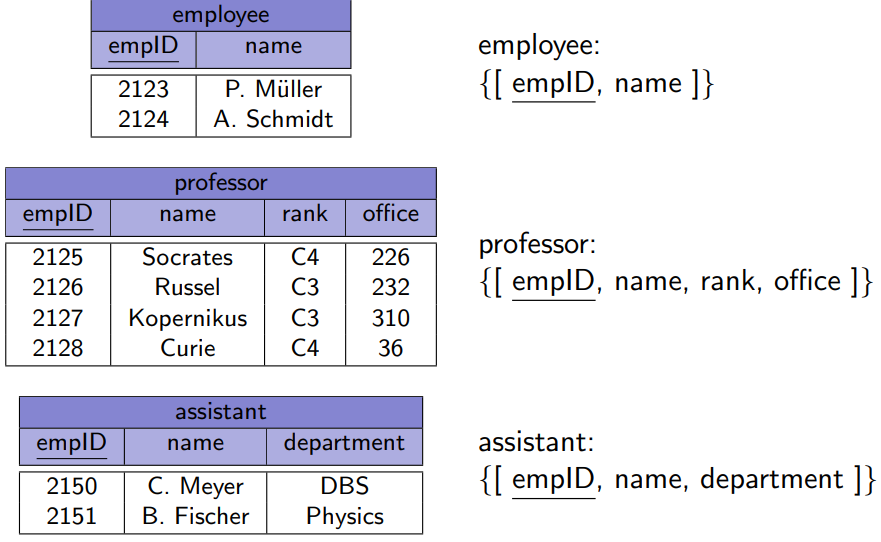 employee
empID name
2123 P. Müller
2124 A. Schmidt
employee:
{[ empID, name ]}
professor
empID name rank office
2125 Socrates C4 226
2126 Russel C3 232
2127 Kopernikus C3 310
2128 Curie C4 36
professor:
{[ empID, name, rank, office ]}
assistant
empID name department
2150 C. Meyer DBS
2151 B. Fischer Physics
assistant:
{[ empID, name, department ]}